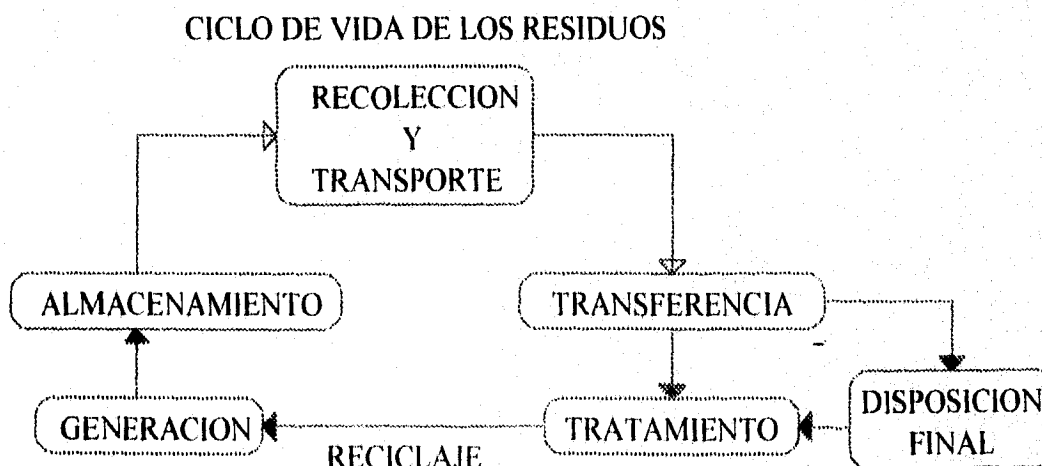 CICLO DE VIDA DE LOS RESIDUOS
RECOLECCION
Y
TRANSPORTE
ALMACENAMIENTO
TRANSFERENCIA
GENERACION
RECICLAJE
TRATAMIENTO
DISPOSICION
FINAL